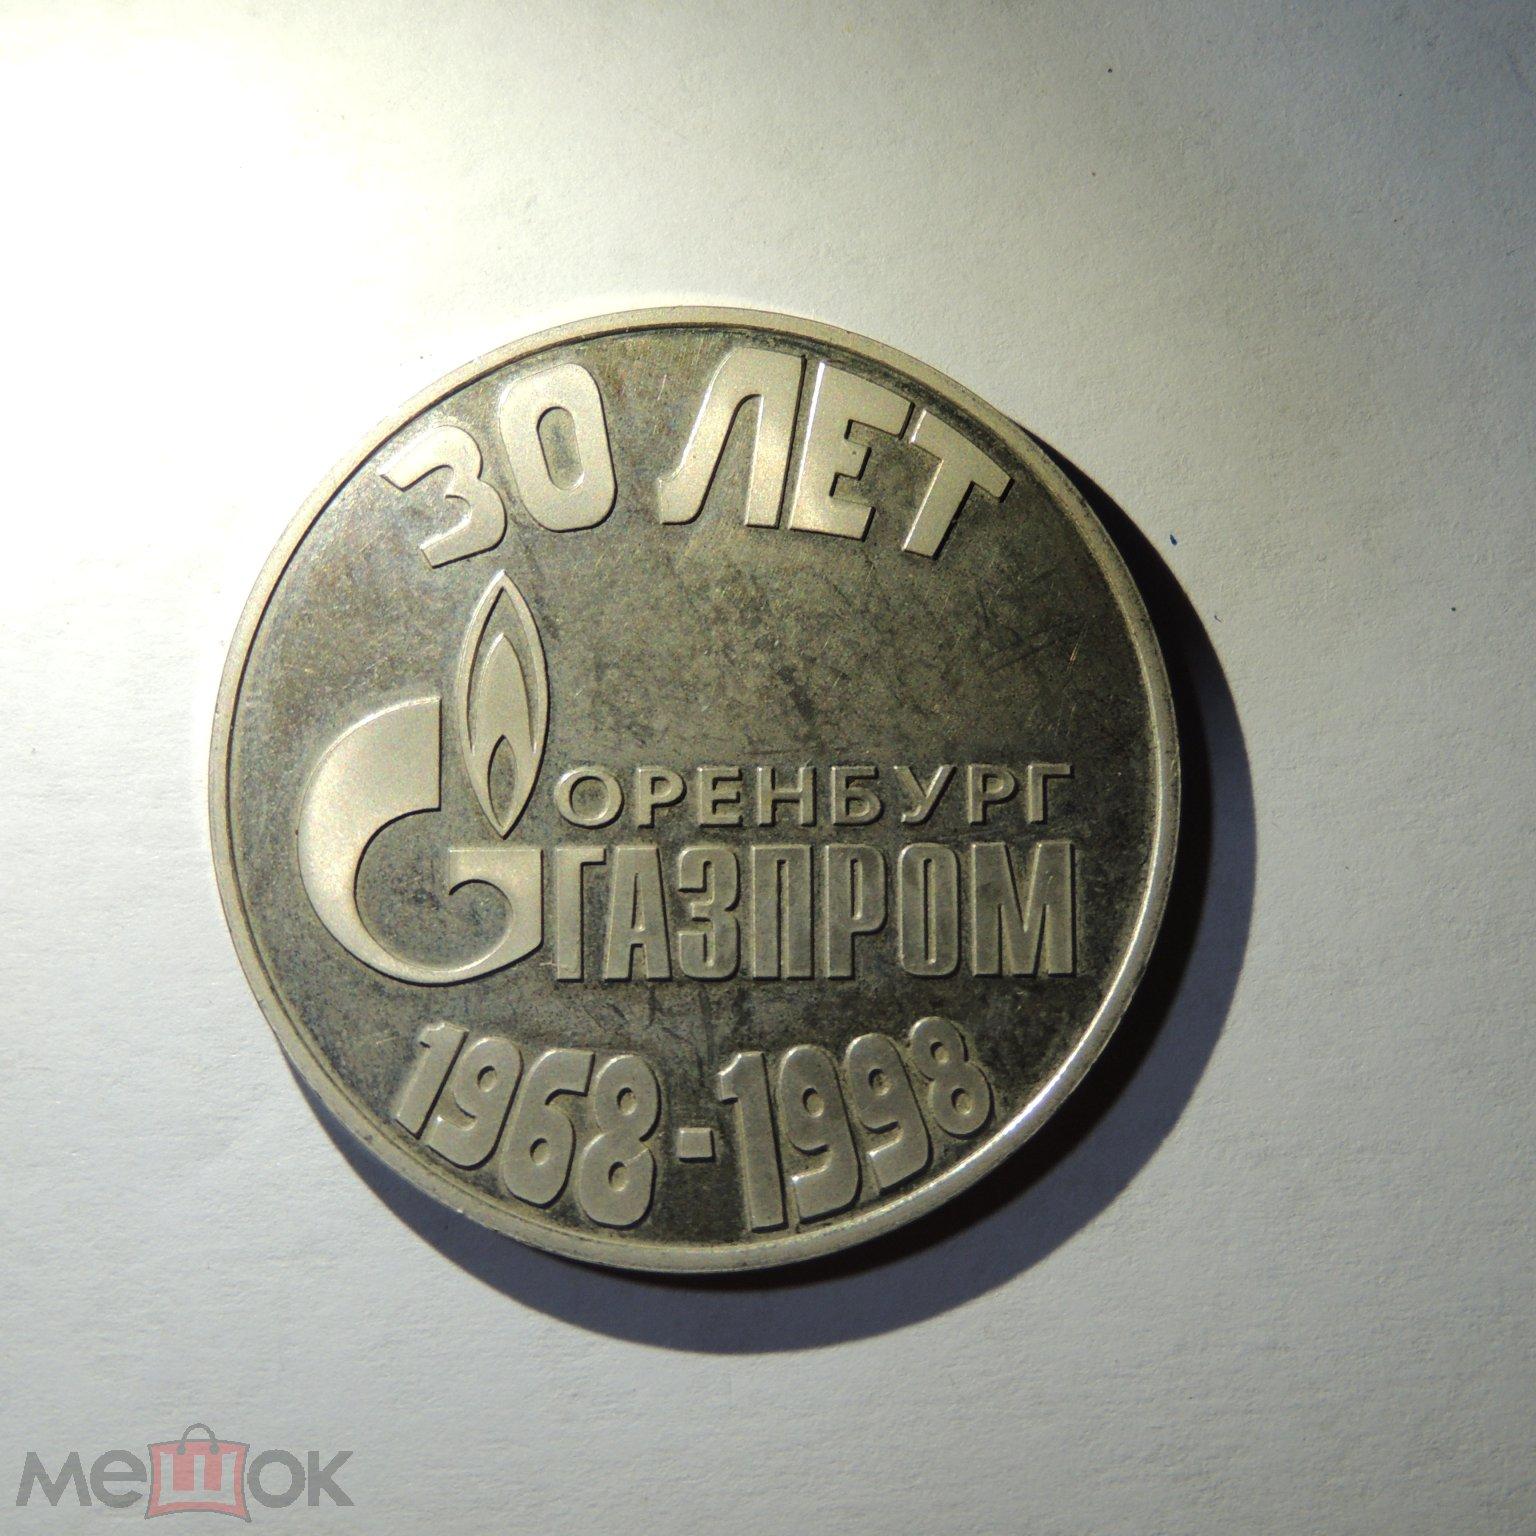 30 ЛЕТ
ОРЕНБУРГ
ГАЗПРОМ
1968-1998
мешок